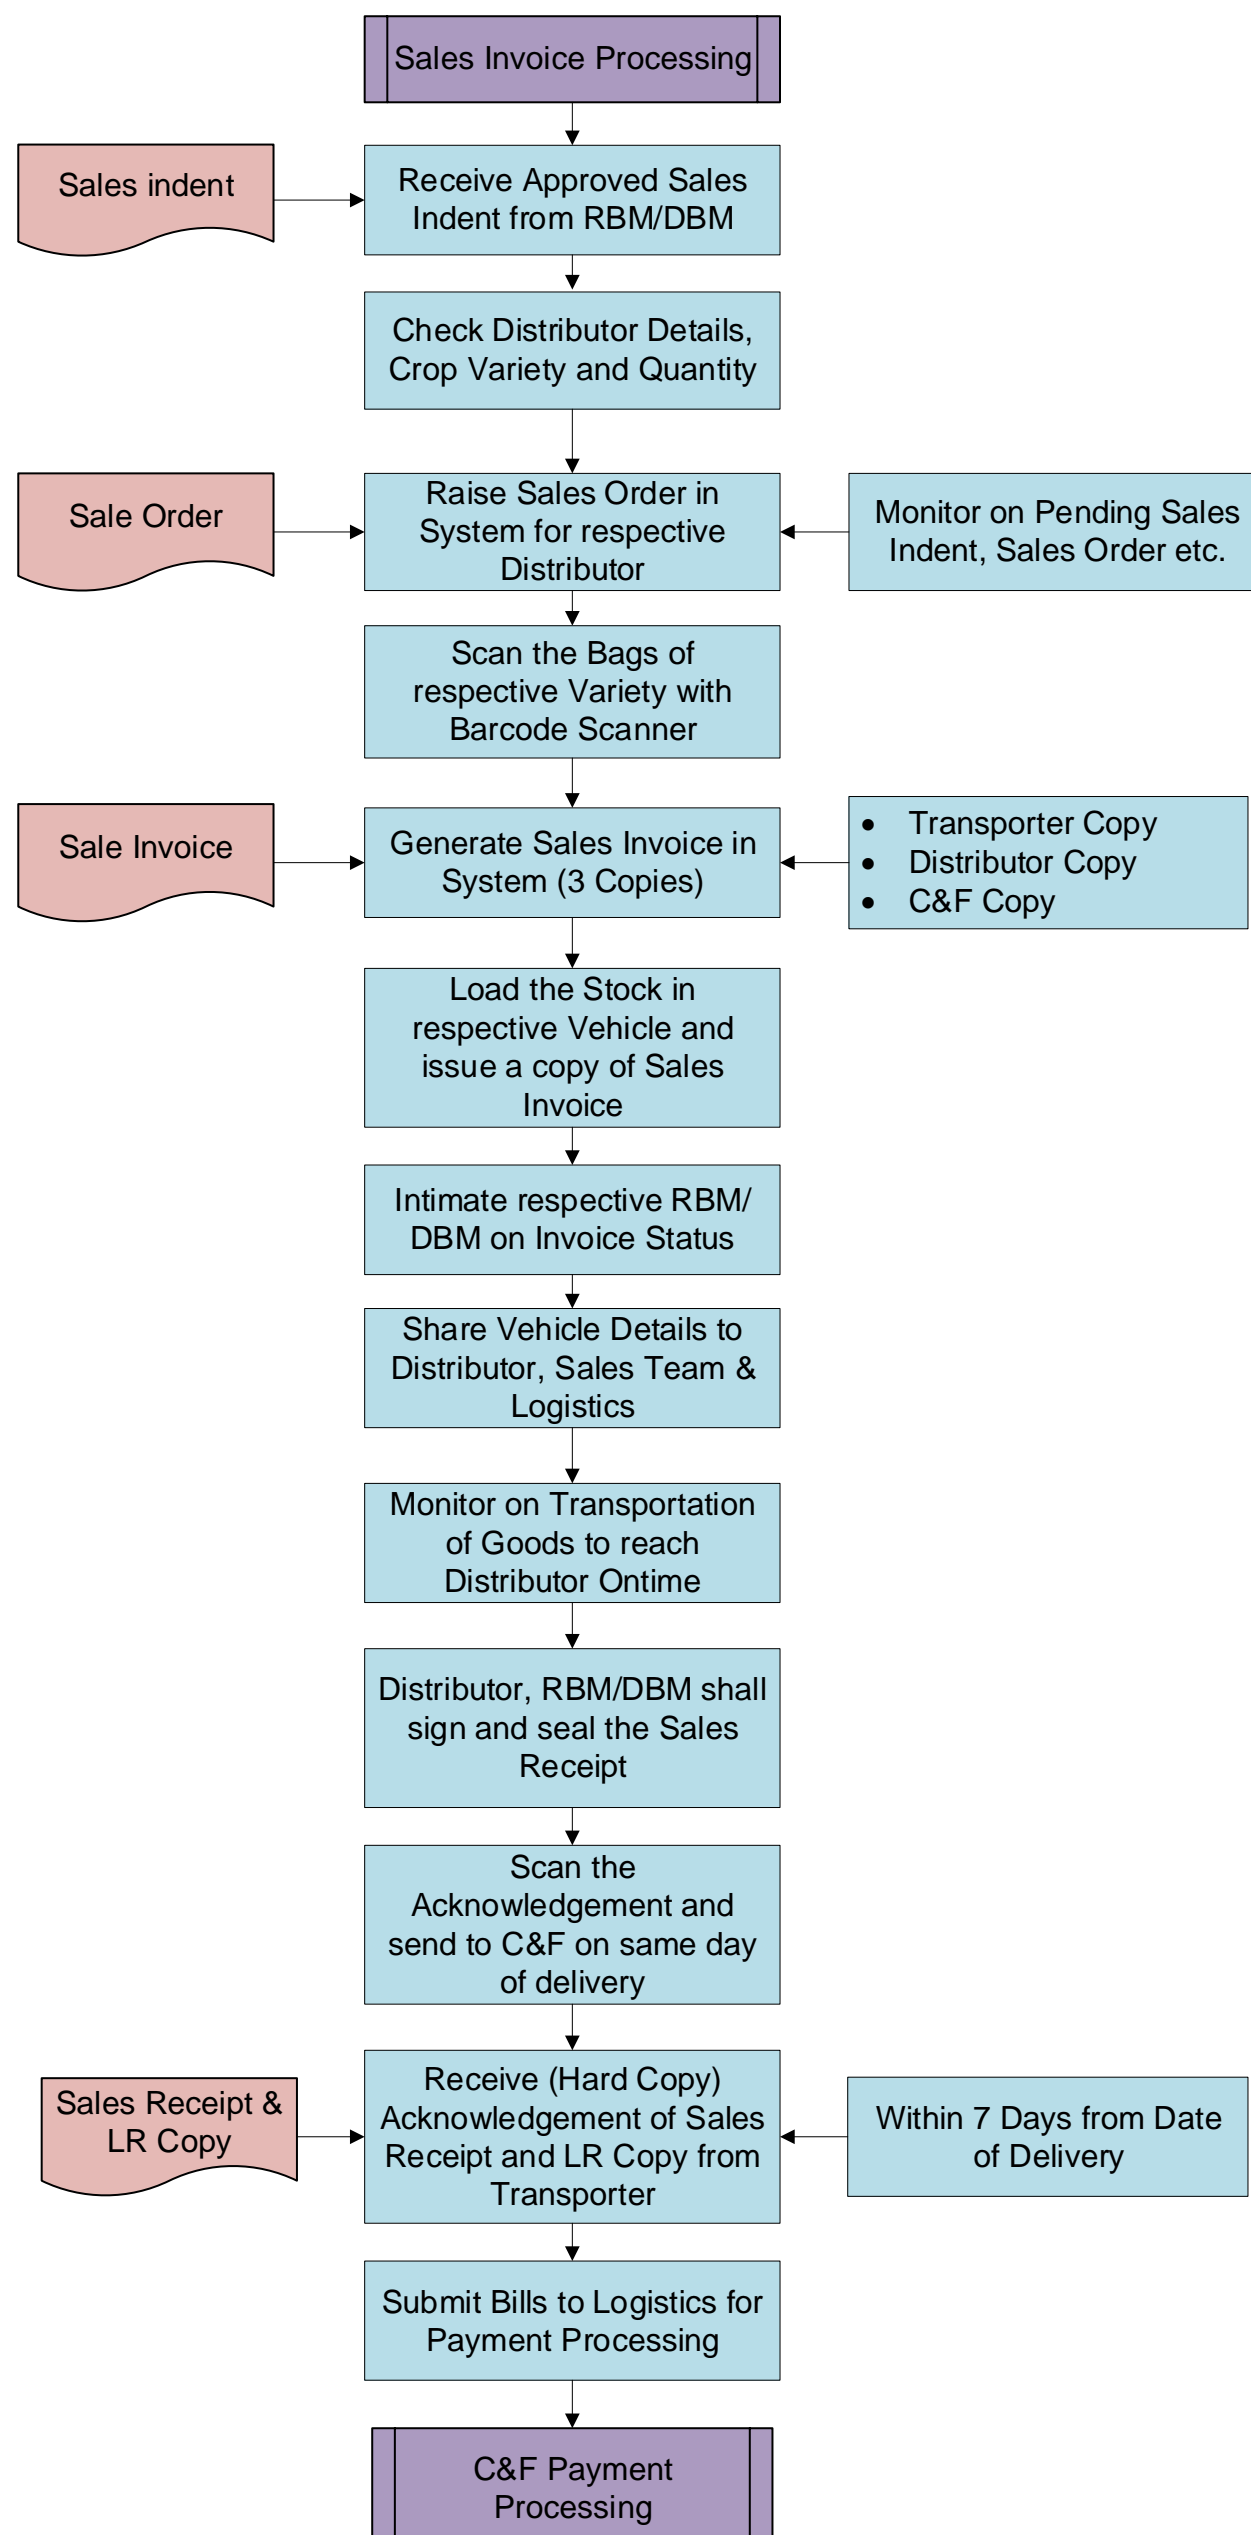 Sales Invoice Processing
Sales indent
Receive Approved Sales
Indent from RBM/DBM
Check Distributor Details,
Crop Variety and Quantity
Sale Order
Raise Sales Order in
System for respective
Distributor
Monitor on Pending Sales
Indent, Sales Order etc.
Scan the Bags of
respective Variety with
Barcode Scanner
Sale Invoice
Generate Sales Invoice in
System (3 Copies)
• Transporter Copy
• Distributor Copy
• C&F Copy
Load the Stock in
respective Vehicle and
issue a copy of Sales
Invoice
Intimate respective RBM/
DBM on Invoice Status
Share Vehicle Details to
Distributor, Sales Team &
Logistics
Monitor on Transportation
of Goods to reach
Distributor Ontime
Distributor, RBM/DBM shall
sign and seal the Sales
Receipt
Scan the
Acknowledgement and
send to C&F on same day
of delivery
Sales Receipt &
LR Copy
Receive (Hard Copy)
Acknowledgement of Sales
Receipt and LR Copy from
Transporter
Within 7 Days from Date
of Delivery
Submit Bills to Logistics for
Payment Processing
C&F Payment
Processing